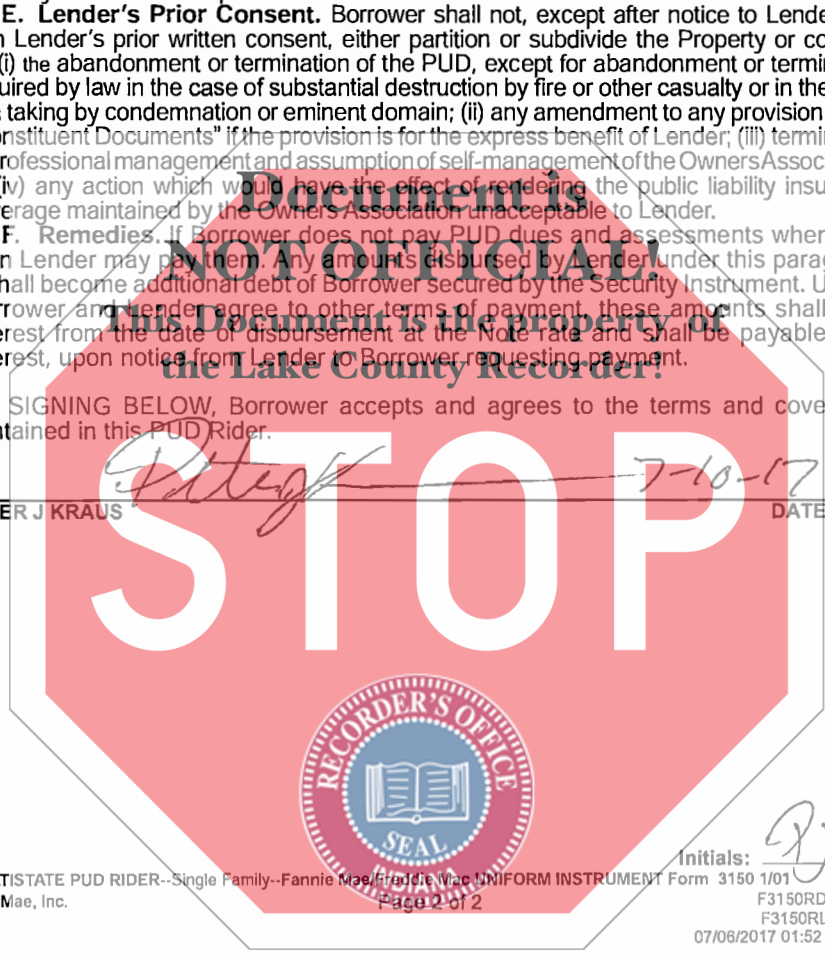 E. Lender's Prior Consent. Borrower shall not, except after notice to Lende
n Lender's prior written consent, either partition or subdivide the Property or co
(i) the abandonment or termination of the PUD, except for abandonment or termi
uired by law in the case of substantial destruction by fire or other casualty or in the
taking by condemnation or eminent domain; (ii) any amendment to any provision
nstituent Documents" if the provision is for the express benefit of Lender; (iii) termi
rofessional management and assumption of self-management of the Owners Assoc
iv) any action which would have the effect of rendering the public liability insu
Document is
erage maintained by the Owners Association unacceptable to Lender.
F. Remedies. If Borrower does not pay PUD dues and assessments wher
NOT OFFICIAL!
n Lender may pay them. Any amounts disbursed by Lender under this parag
hall become additional debt of Borrower secured by the Security Instrument. U
rrower and Lender agree to other terms of payment, these amounts shall
This Document is the property of
erest from the date of disbursement at the Note rate and shall be payable
erest, upon notice from Lender to Borrower requesting payment.
the Lake County Recorder!
SIGNING BELOW, Borrower accepts and agrees to the terms and cove
tained in this PUD Rider.
7-10-17
ER J KRAUS DATE
STOP
RECORDER'S OFFICE
SEAL
Initials:
TISTATE PUD RIDER--Single Family--Fannie Mae/Freddie Mac UNIFORM INSTRUMENT Form 3150 1/01
Mae, Inc. Page 2 of 2 F3150RD
F3150RL
07/06/2017 01:52